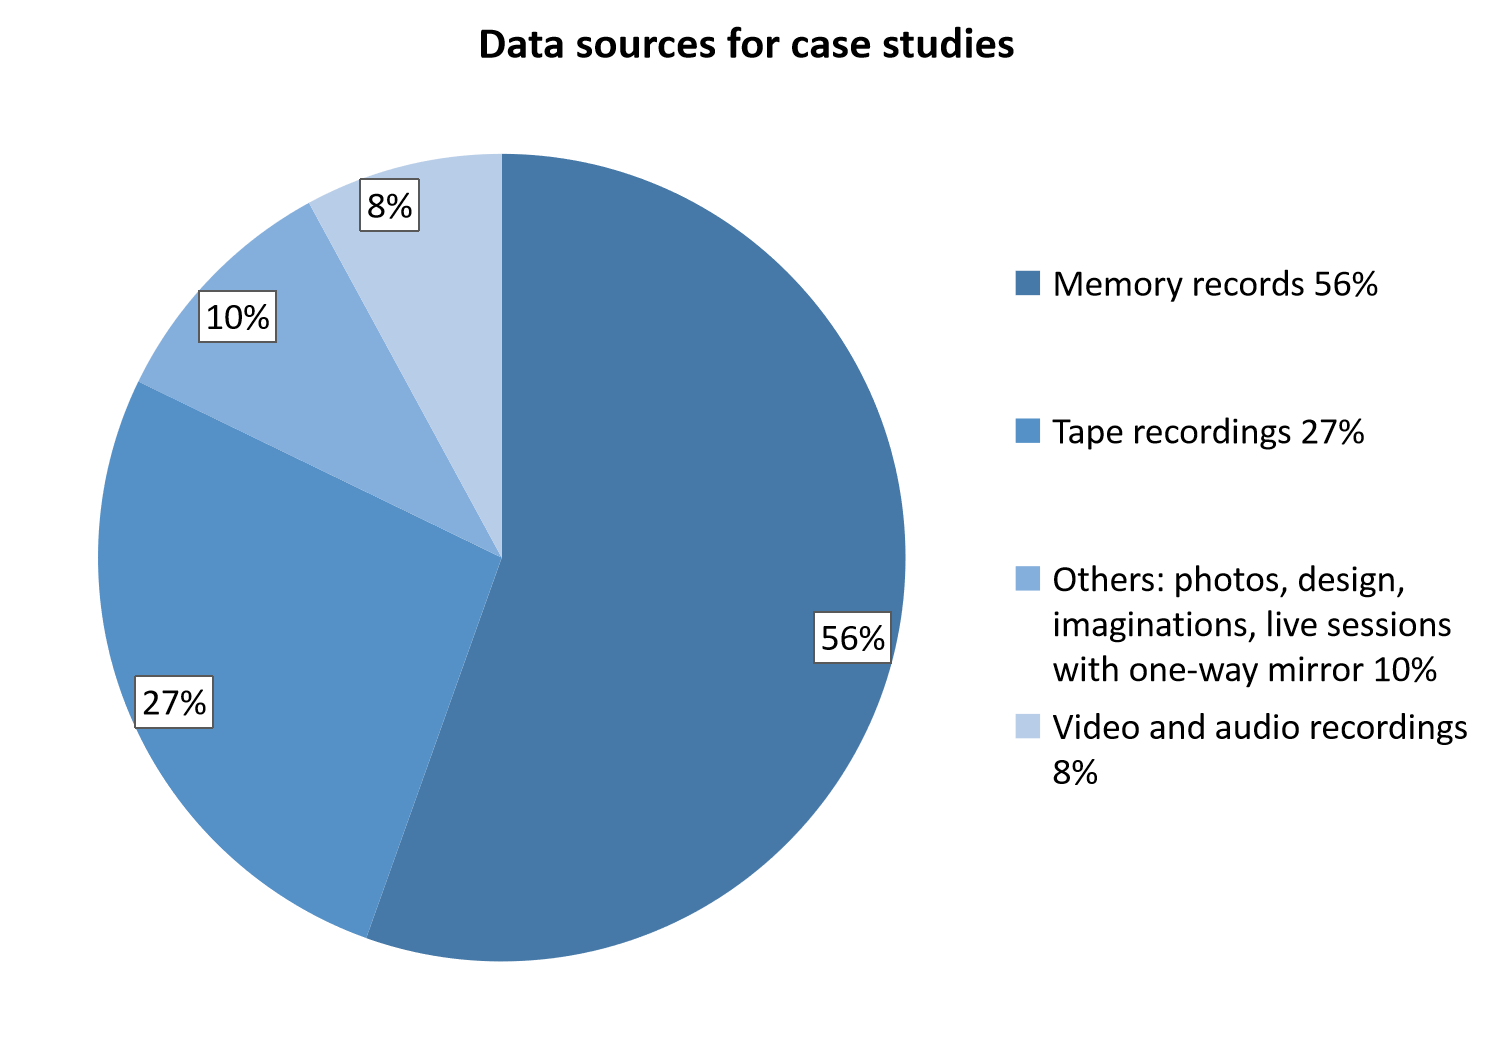 Data sources for case studies
8%
10%
56%
27%
Memory records 56%
Tape recordings 27%
Others: photos, design,
imaginations, live sessions
with one-way mirror 10%
Video and audio recordings
8%